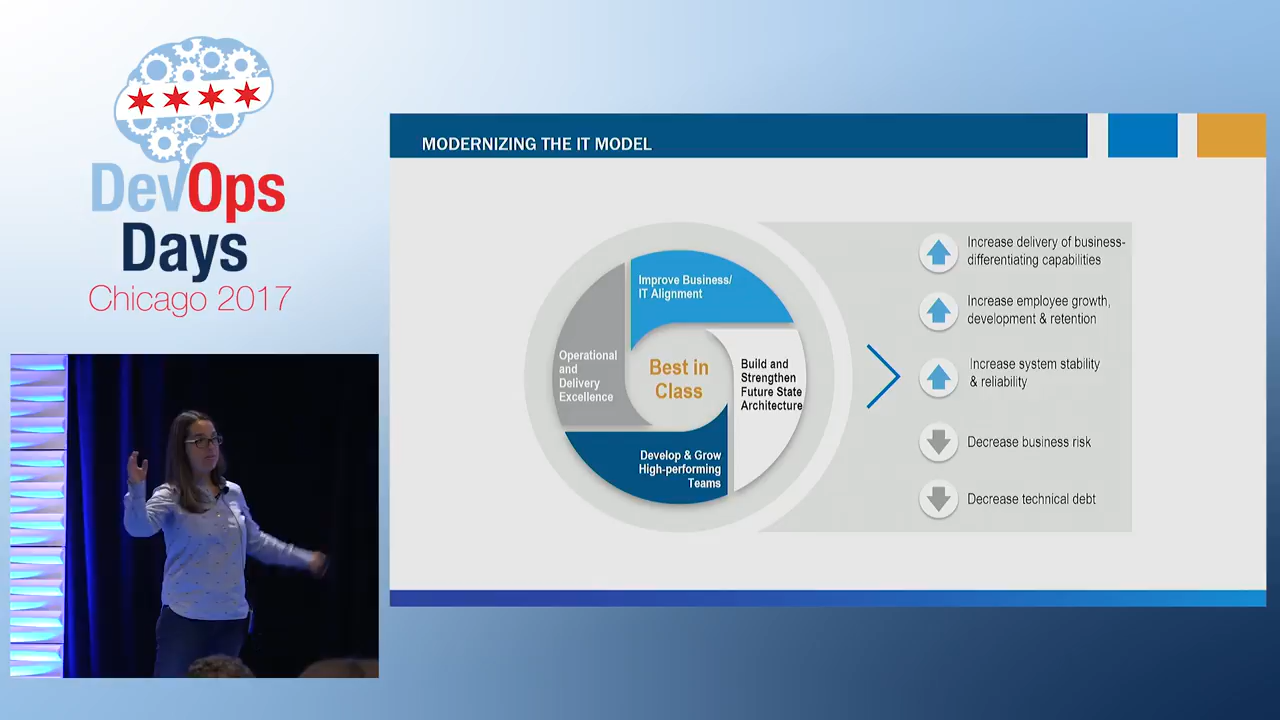 DevOps
Days
Chicago 2017
MODERNIZING THE IT MODEL
Improve Business/
IT Alignment
Operational
and
Delivery
Excellence
Best in
Class
Build and
Strengthen
Future State
Architecture
Develop & Grow
High-performing
Teams
Increase delivery of business-
differentiating capabilities
Increase employee growth,
development & retention
Increase system stability
& reliability
Decrease business risk
Decrease technical debt